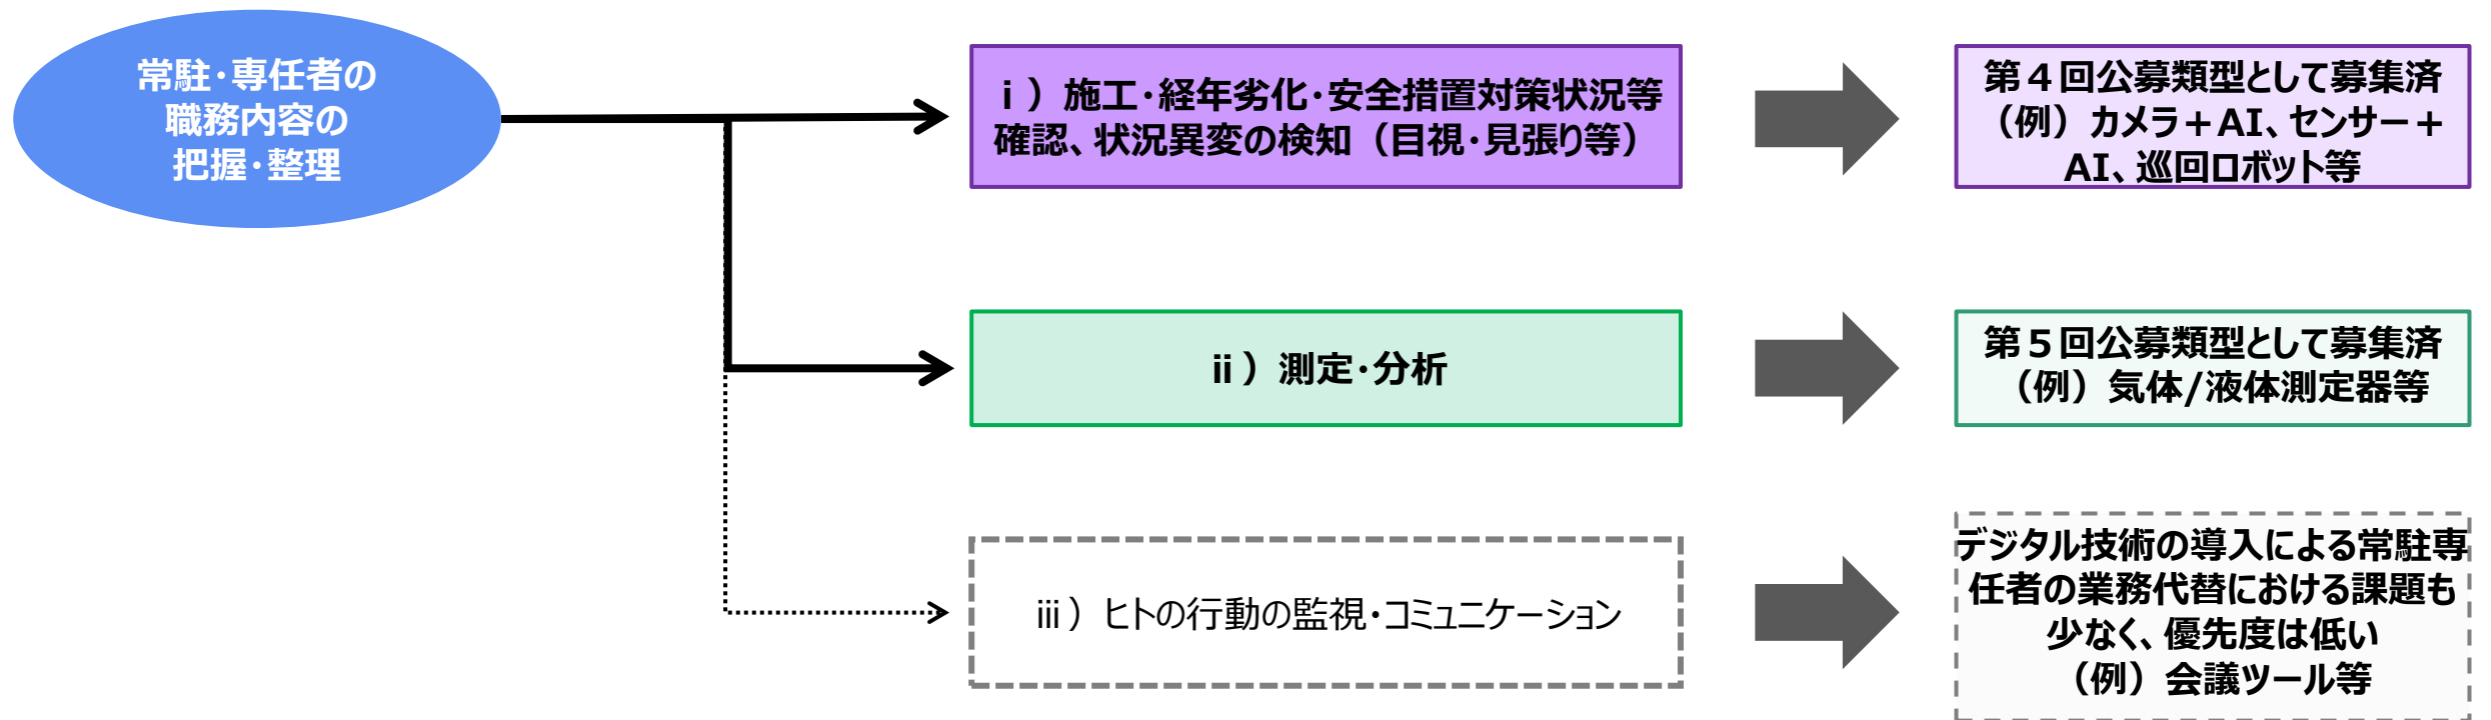 常駐・専任者の
職務内容の
把握・整理
ⅰ）施工・経年劣化・安全措置対策状況等
確認、状況異変の検知（目視・見張り等）
第４回公募類型として募集済
（例）カメラ＋AI、センサー＋
AI、巡回ロボット等
ⅱ）測定・分析
第５回公募類型として募集済
（例）気体/液体測定器等
ⅲ）ヒトの行動の監視・コミュニケーション
デジタル技術の導入による常駐専
任者の業務代替における課題も
少なく、優先度は低い
（例）会議ツール等